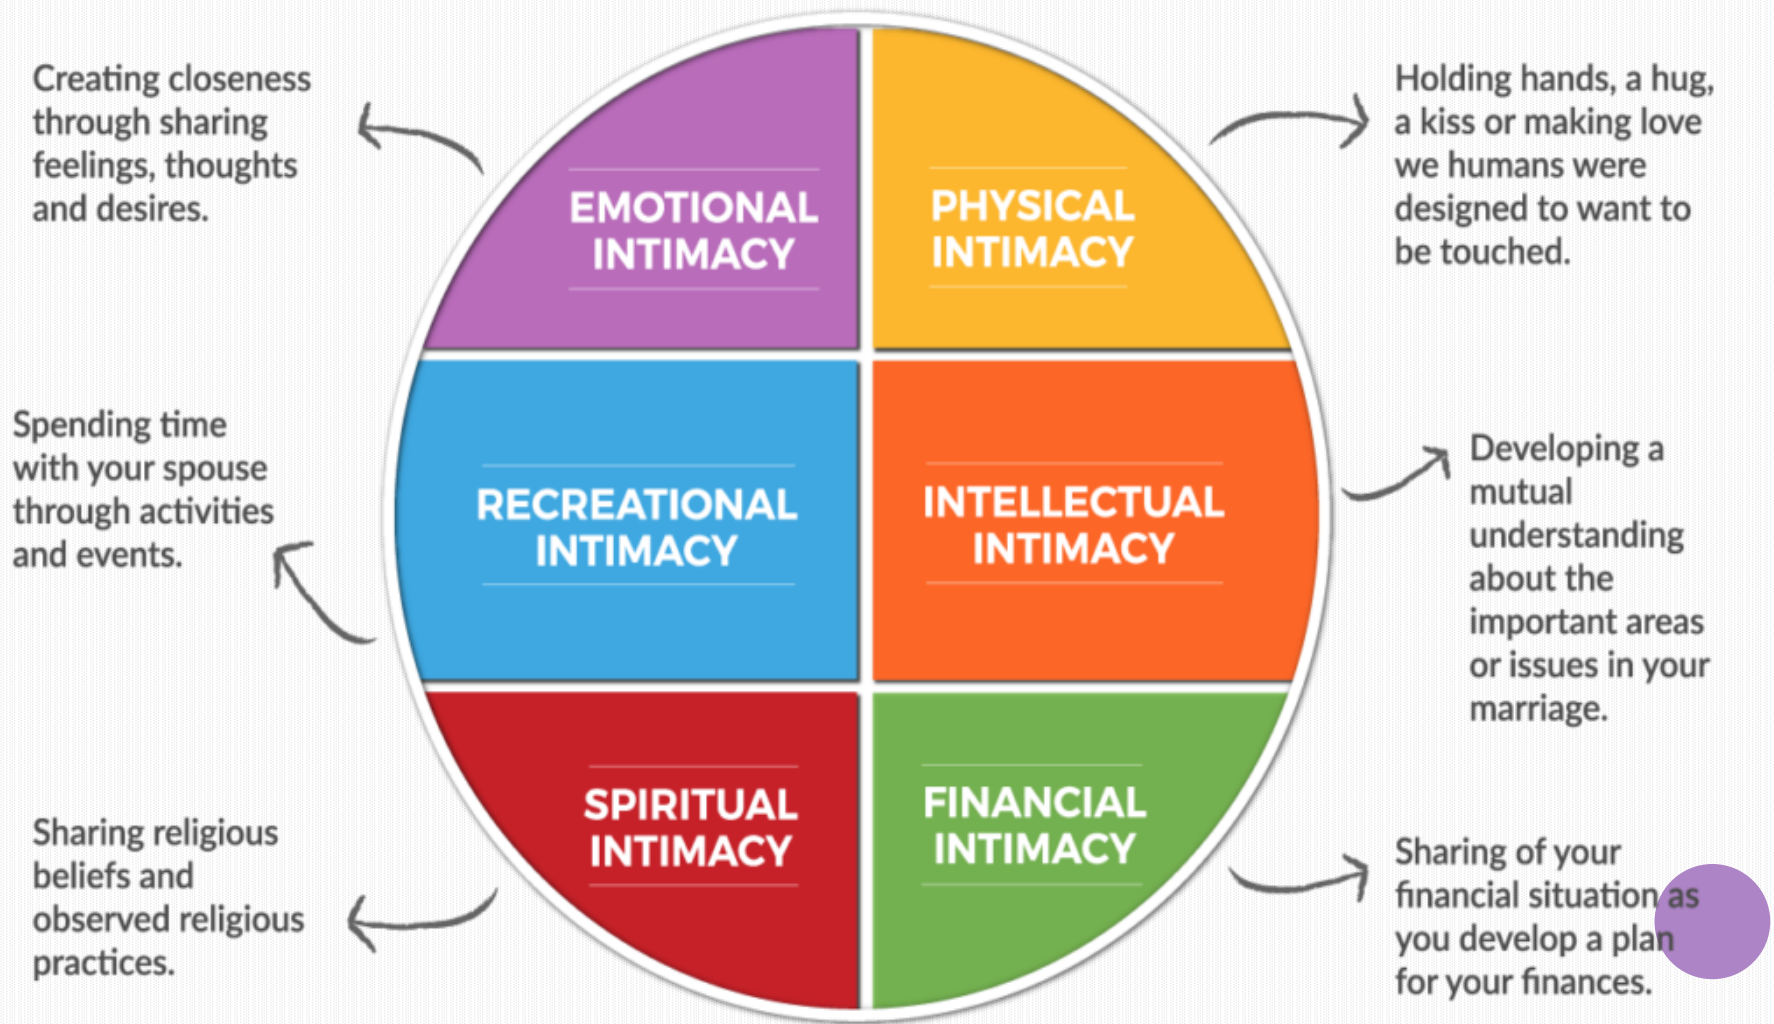 Creating closeness
through sharing
feelings, thoughts
and desires.
EMOTIONAL
INTIMACY
PHYSICAL
INTIMACY
Holding hands, a hug,
a kiss or making love
we humans were
designed to want to
be touched.
Spending time
with your spouse
through activities
and events.
RECREATIONAL
INTIMACY
INTELLECTUAL
INTIMACY
Developing a
mutual
understanding
about the
important areas
or issues in your
marriage.
Sharing religious
beliefs and
observed religious
practices.
SPIRITUAL
INTIMACY
FINANCIAL
INTIMACY
Sharing of your
financial situation as
you develop a plan
for your finances.